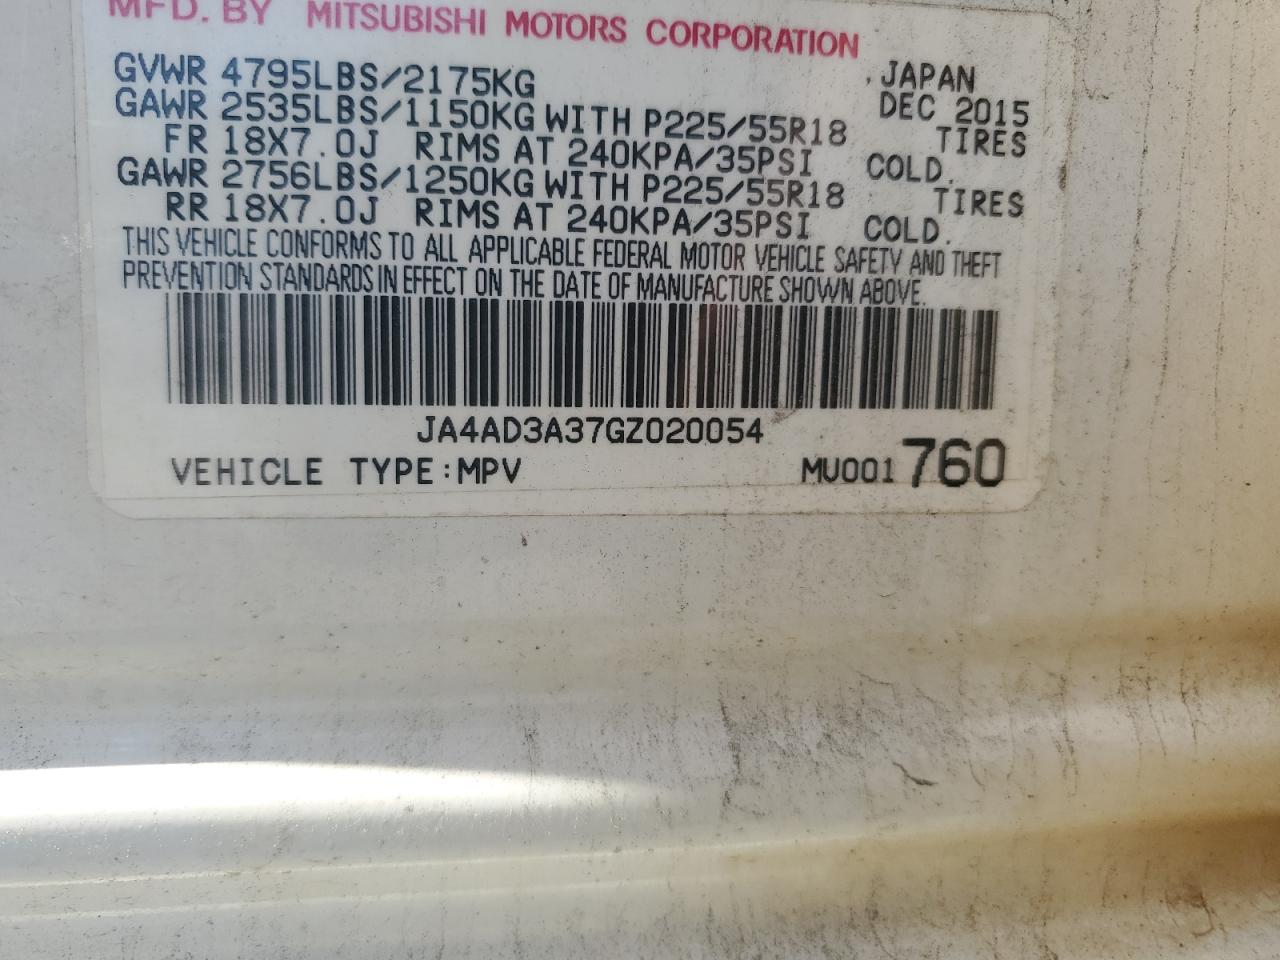 MFD. BY MITSUBISHI MOTORS CORPORATION
GVWR 4795LBS/2175KG , JAPAN
DEC 2015
GAWR 2535LBS/1150KG WITH P225/55R18 TIRES
FR 18X7.0J RIMS AT 240KPA/35PSI COLD.
GAWR 2756LBS/1250KG WITH P225/55R18 TIRES
RR 18X7.0J RIMS AT 240KPA/35PSI COLD.
THIS VEHICLE CONFORMS TO ALL APPLICABLE FEDERAL MOTOR VEHICLE SAFETY AND THEFT
PREVENTION STANDARDS IN EFFECT ON THE DATE OF MANUFACTURE SHOWN ABOVE.
JA4AD3A37GZ020054
VEHICLE TYPE:MPV MU001760